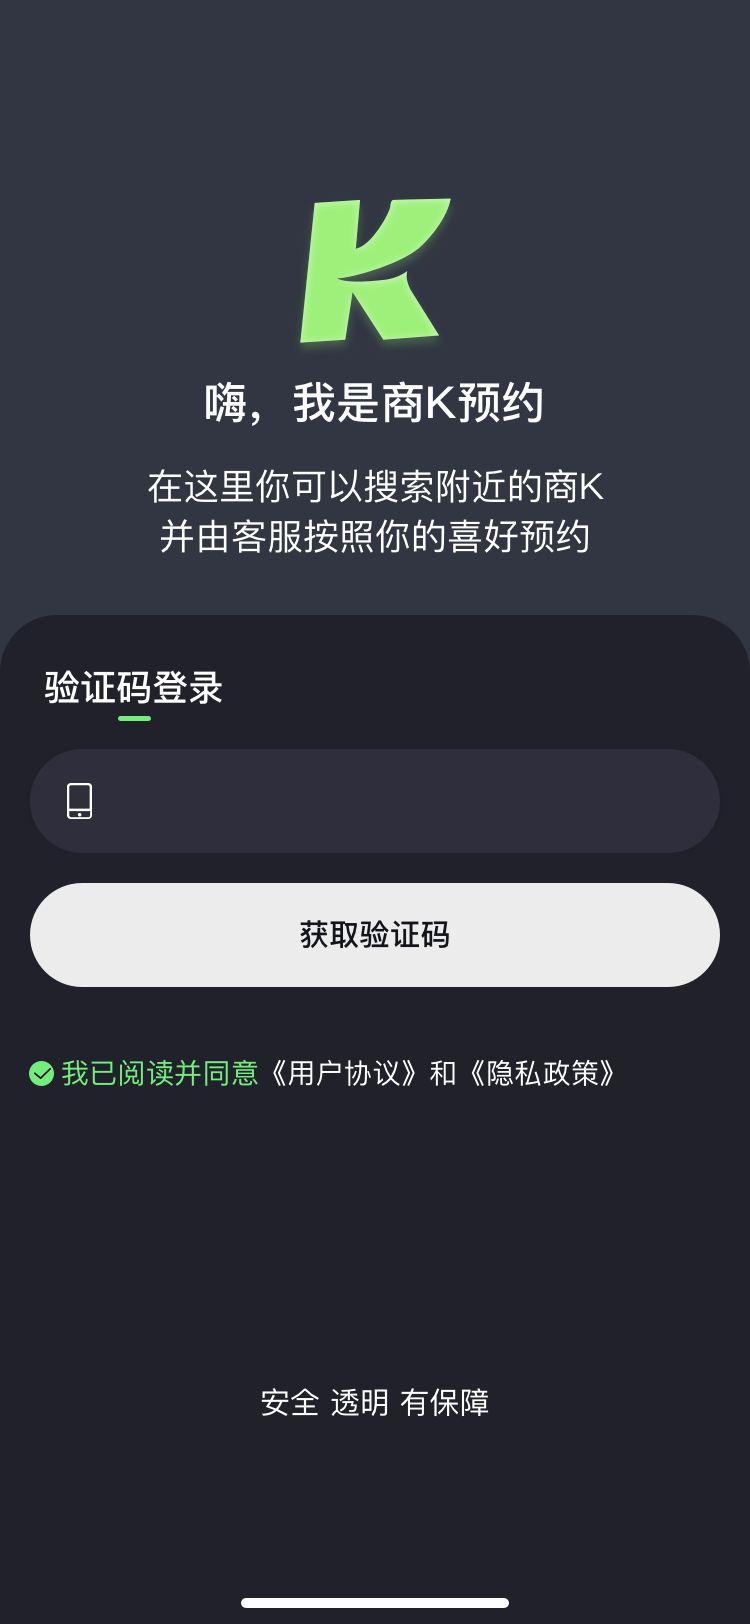 K
嗨，我是商K预约
在这里你可以搜索附近的商K
并由客服按照你的喜好预约
验证码登录
获取验证码
我已阅读并同意《用户协议》和《隐私政策》
安全 透明 有保障